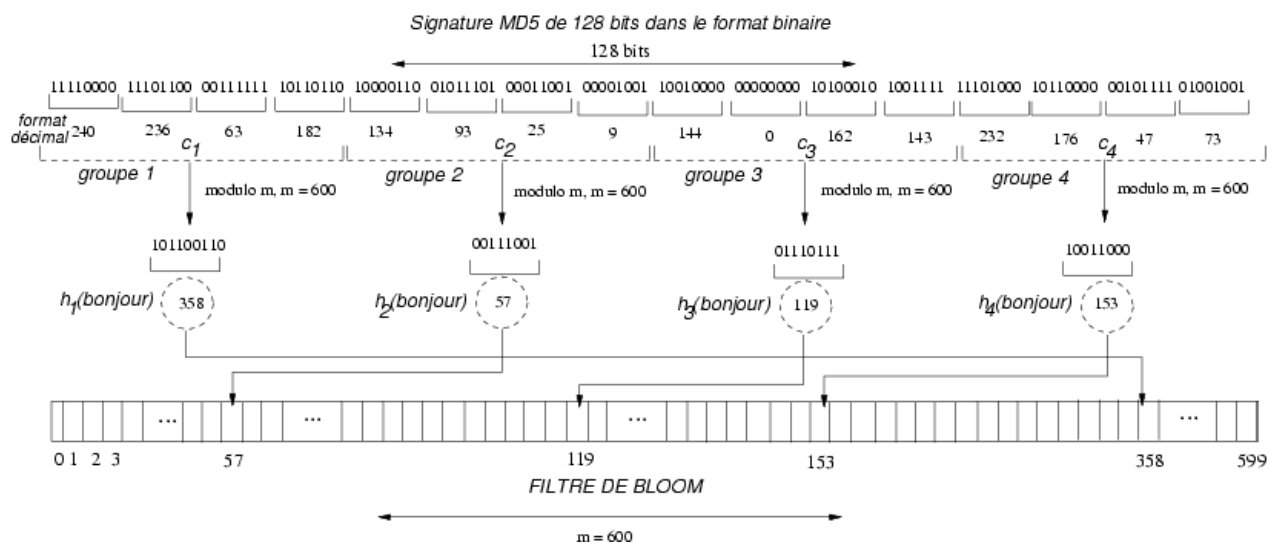 Signature MD5 de 128 bits dans le format binaire
128 bits
11110000 11101100 00111111 10110110 10000110 01011101 00011001 00001001 10010000 00000000 10100010 1001111 11101000 10110000 00101111 01001001
format décimal 240 236 63 182 134 93 25 9 144 0 162 143 232 176 47 73
c1 c2 c3 c4
groupe 1 groupe 2 groupe 3 groupe 4
modulo m, m = 600 modulo m, m = 600 modulo m, m = 600 modulo m, m = 600
101100110 00111001 01110111 10011000
h1(bonjour) 358 h2(bonjour) 57 h3(bonjour) 119 h4(bonjour) 153
... ... ... ...
0 1 2 3 57 119 153 358 599
FILTRE DE BLOOM
m = 600